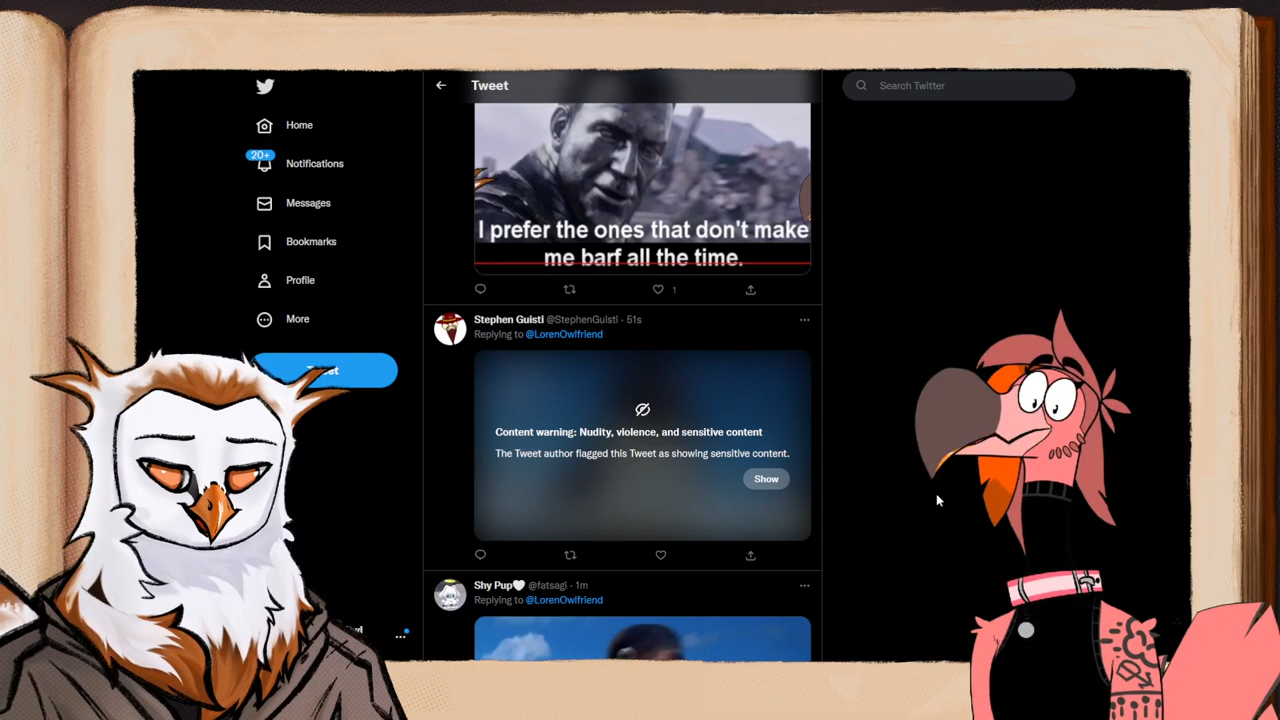 Tweet
Search Twitter
Home
20+
Notifications
Messages
Bookmarks
Profile
More
I prefer the ones that don't make
me barf all the time.
1
Stephen Guisti @StephenGuisti · 51s
Replying to @LorenOwlfriend
Content warning: Nudity, violence, and sensitive content
The Tweet author flagged this Tweet as showing sensitive content.
Show
Shy Pup🤍 @fatsagl · 1m
Replying to @LorenOwlfriend